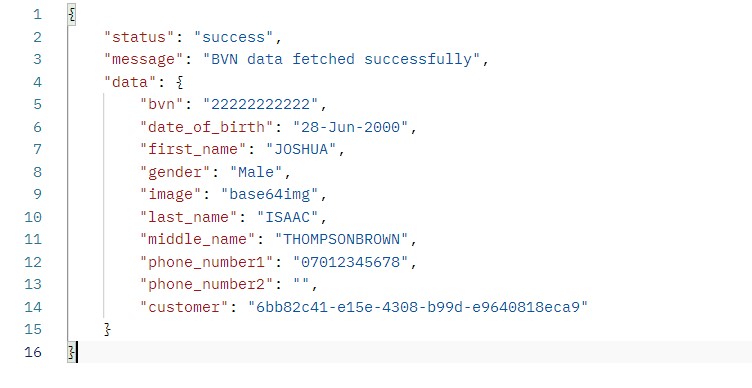 1 {
2 "status": "success",
3 "message": "BVN data fetched successfully",
4 "data": {
5 "bvn": "22222222222",
6 "date_of_birth": "28-Jun-2000",
7 "first_name": "JOSHUA",
8 "gender": "Male",
9 "image": "base64img",
10 "last_name": "ISAAC",
11 "middle_name": "THOMPSONBROWN",
12 "phone_number1": "07012345678",
13 "phone_number2": "",
14 "customer": "6bb82c41-e15e-4308-b99d-e9640818eca9"
15 }
16 }